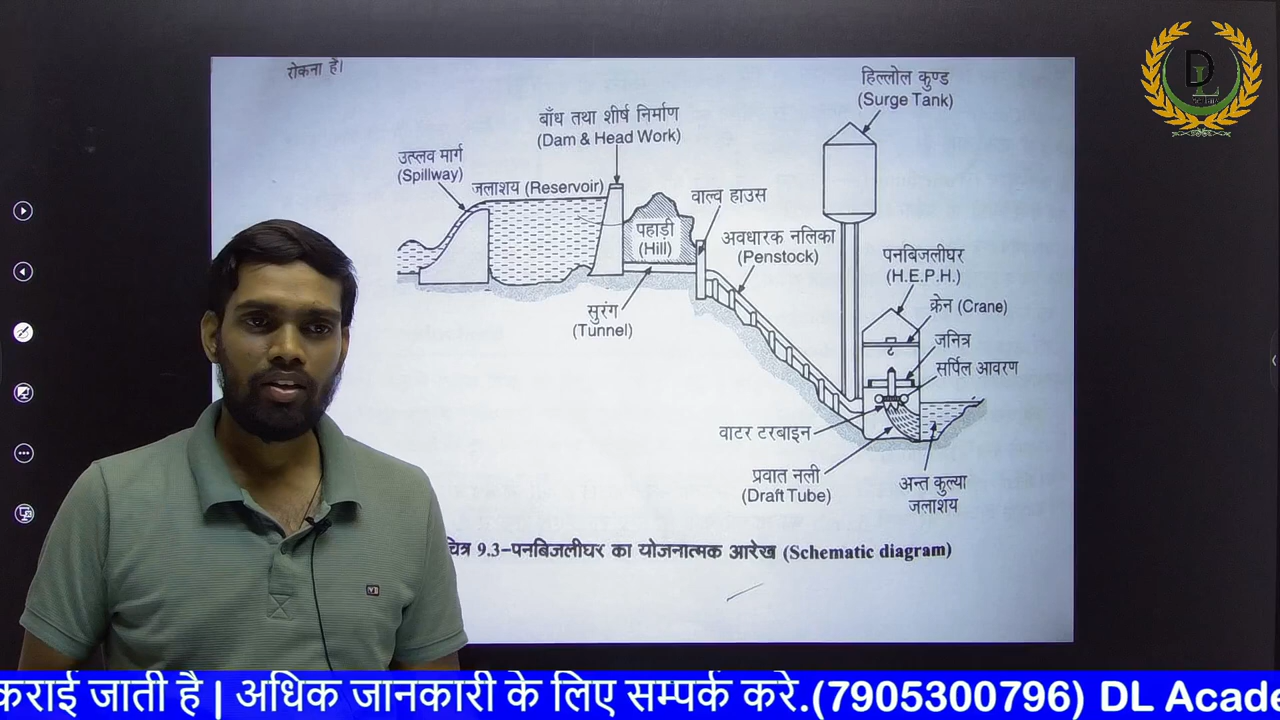 रोकना है।
हिल्लोल कुण्ड
(Surge Tank)
बाँध तथा शीर्ष निर्माण
(Dam & Head Work)
उत्प्लव मार्ग
(Spillway)
जलाशय (Reservoir)
वाल्व हाउस
पहाड़ी
(Hill)
अवधारक नलिका
(Penstock)
पनबिजलीघर
(H.E.P.H.)
क्रेन (Crane)
सुरंग
(Tunnel)
जनित्र
सर्पिल आवरण
वाटर टरबाइन
प्रवात नली
(Draft Tube)
अन्त कुल्या
जलाशय
चित्र 9.3–पनबिजलीघर का योजनात्मक आरेख (Schematic diagram)
DL
कराई जाती है | अधिक जानकारी के लिए सम्पर्क करे.(7905300796) DL Acade